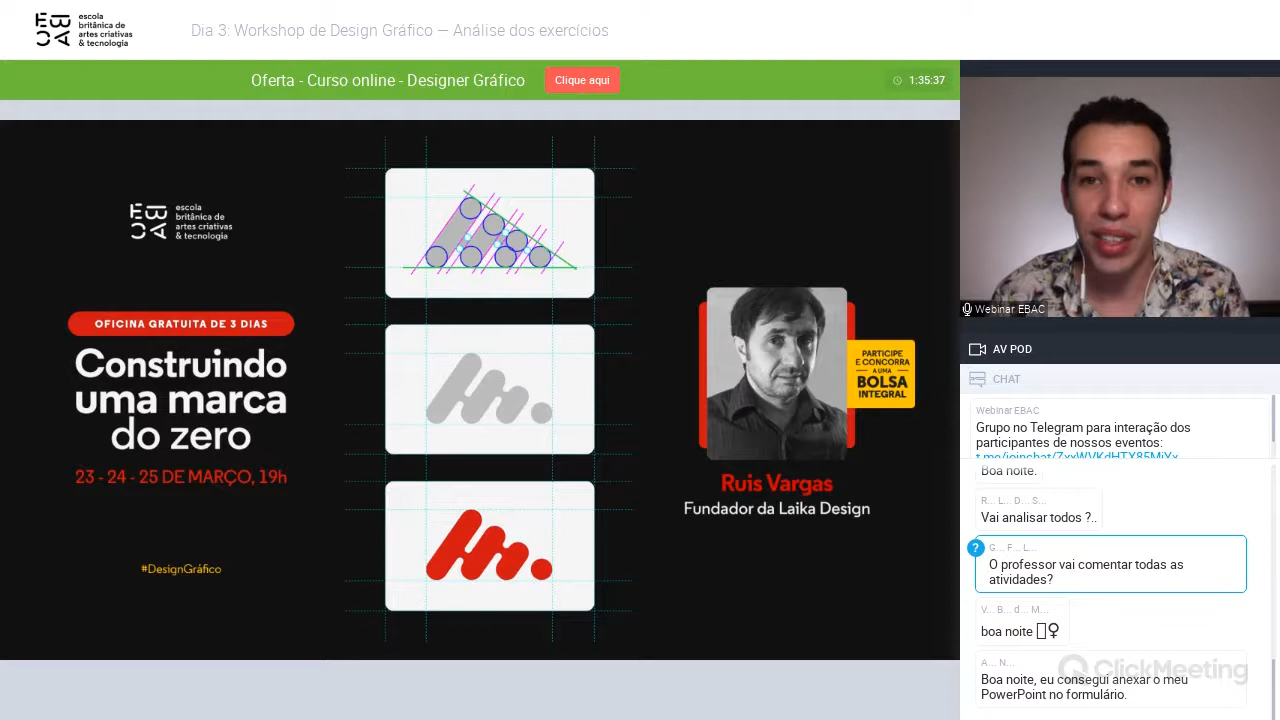 escola
britânica de
artes criativas
& tecnologia
Dia 3: Workshop de Design Gráfico — Análise dos exercícios
Oferta - Curso online - Designer Gráfico
Clique aqui
1:35:37
escola
britânica de
artes criativas
& tecnologia
OFICINA GRATUITA DE 3 DIAS
Construindo
uma marca
do zero
23 - 24 - 25 DE MARÇO, 19h
#DesignGráfico
PARTICIPE
E CONCORRA
A UMA
BOLSA
INTEGRAL
Ruis Vargas
Fundador da Laika Design
Webinar EBAC
AV POD
CHAT
Webinar EBAC
Grupo no Telegram para interação dos
participantes de nossos eventos:
Boa noite.
R... L... D... S...
Vai analisar todos ?..
?
G... F... L...
O professor vai comentar todas as
atividades?
V... B... d... M...
boa noite
A... N...
ClickMeeting
Boa noite, eu consegui anexar o meu
PowerPoint no formulário.